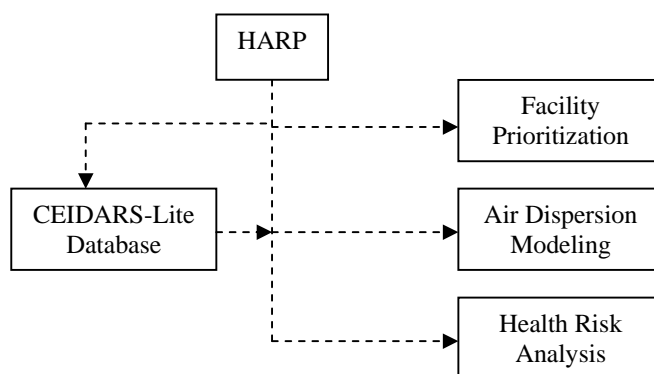 HARP
Facility
Prioritization
CEIDARS-Lite
Database
Air Dispersion
Modeling
Health Risk
Analysis